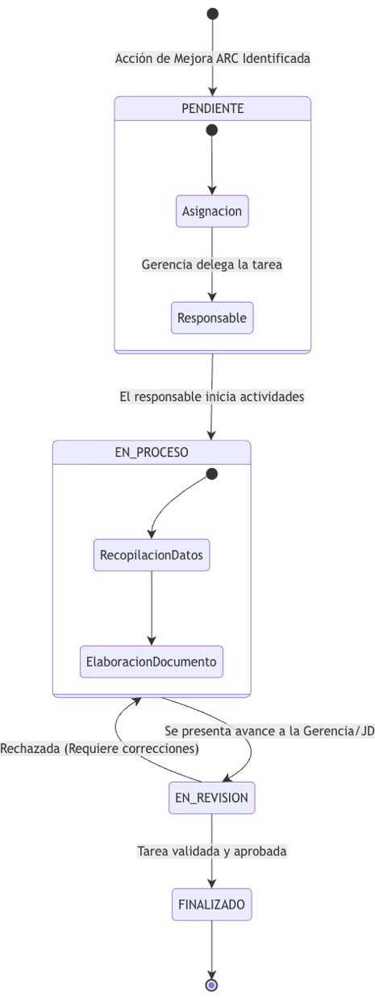 Acción de Mejora ARC Identificada
PENDIENTE
Asignacion
Gerencia delega la tarea
Responsable
El responsable inicia actividades
EN_PROCESO
RecopilacionDatos
ElaboracionDocumento
Se presenta avance a la Gerencia/JD
Rechazada (Requiere correcciones)
EN_REVISION
Tarea validada y aprobada
FINALIZADO